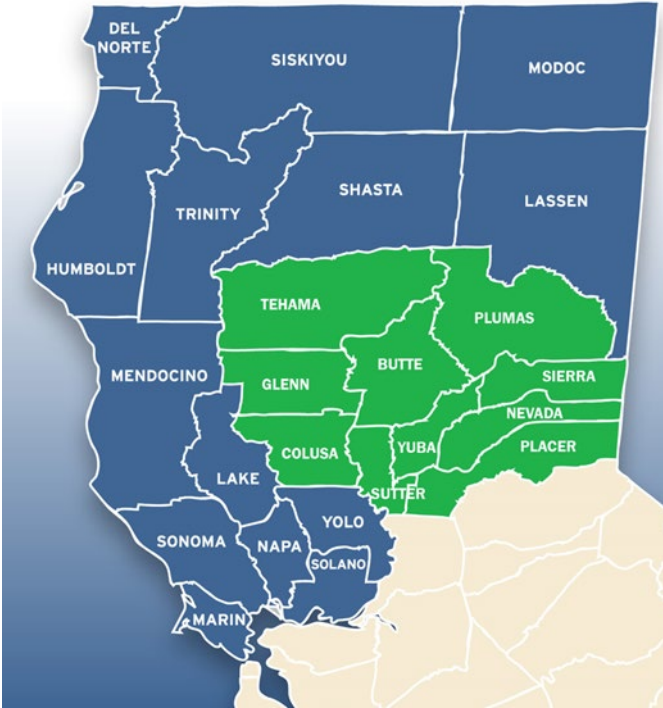 DEL
NORTE
SISKIYOU
MODOC
SHASTA
TRINITY
LASSEN
HUMBOLDT
TEHAMA
PLUMAS
BUTTE
MENDOCINO
GLENN
SIERRA
NEVADA
COLUSA
YUBA
PLACER
LAKE
SUTTER
YOLO
SONOMA
NAPA
SOLANO
MARIN